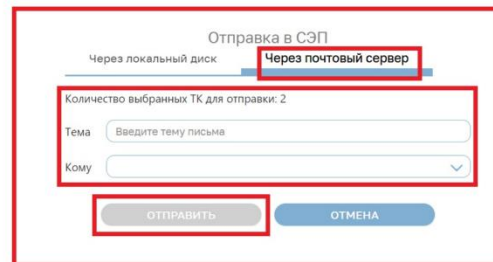 Отправка в СЭП
Через локальный диск Через почтовый сервер
Количество выбранных ТК для отправки: 2
Тема Введите тему письма
Кому
ОТПРАВИТЬ ОТМЕНА